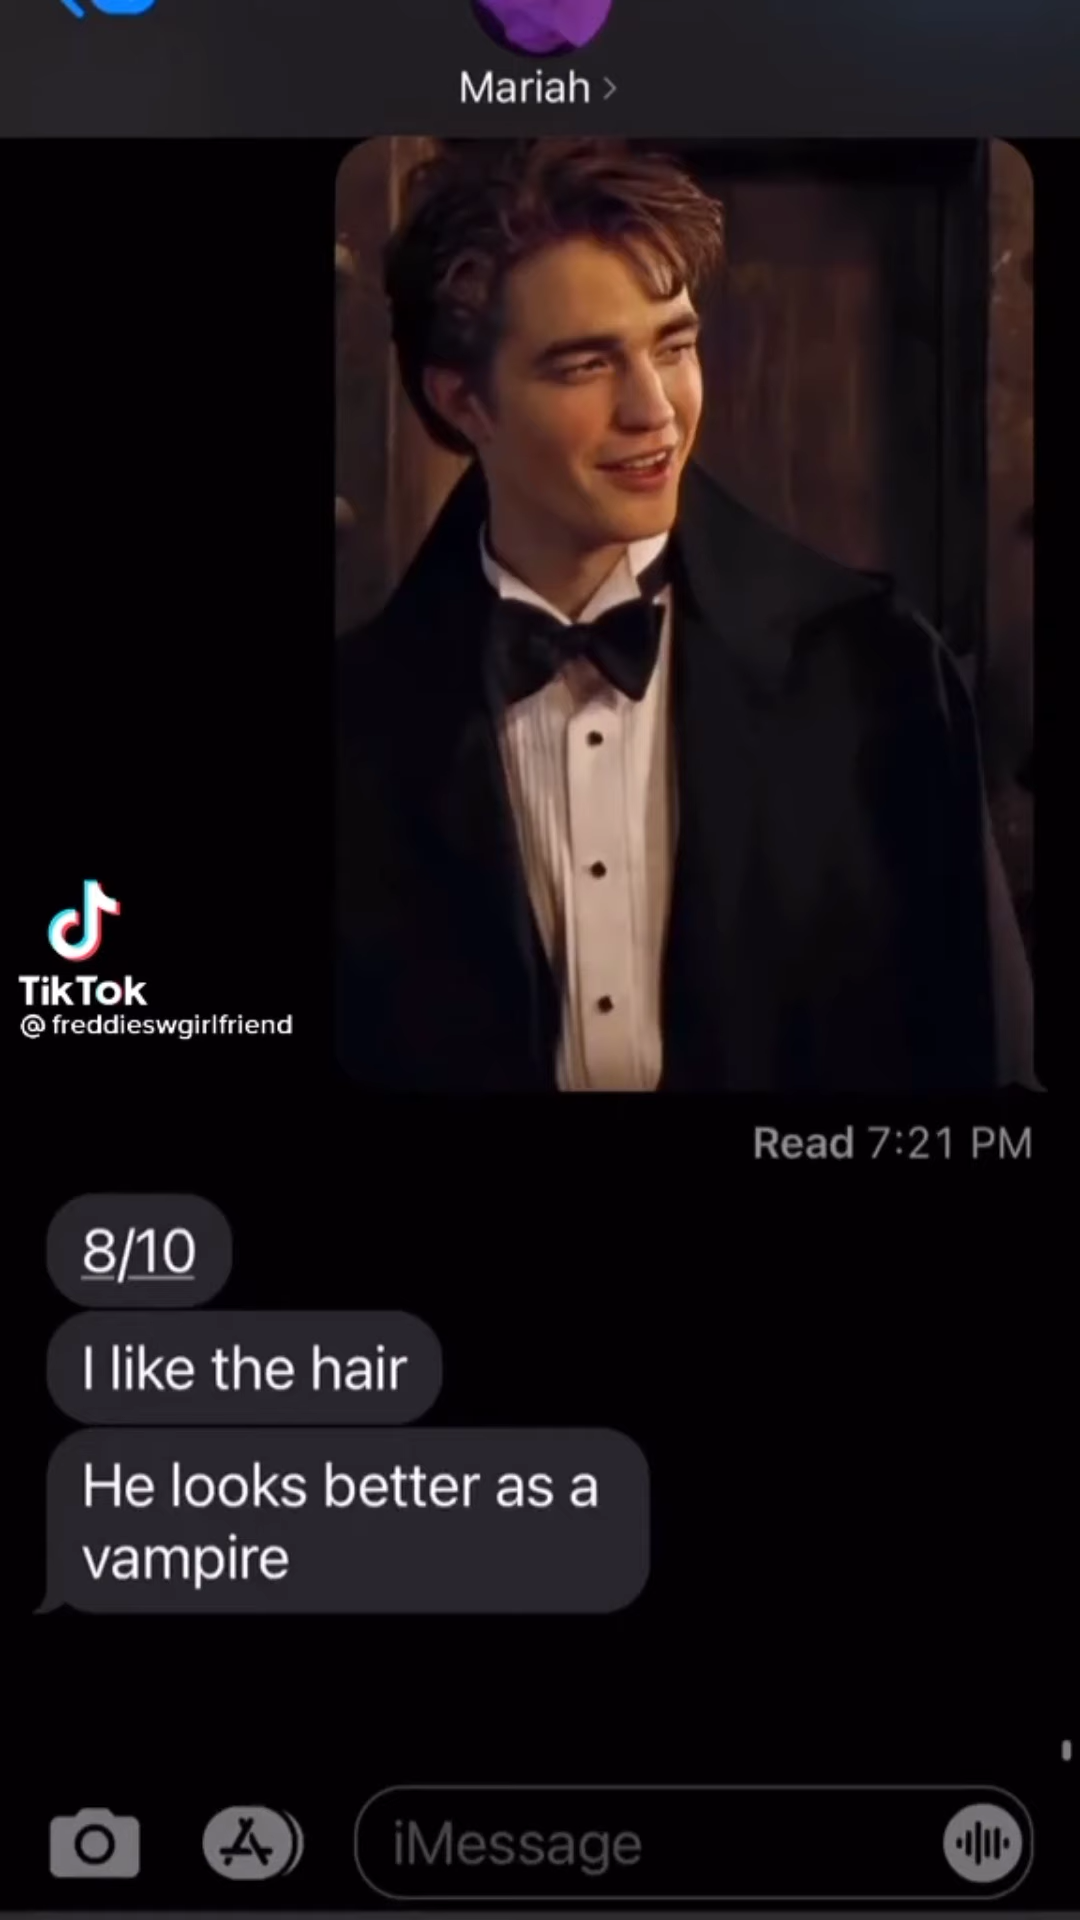 Mariah >
TikTok
@ freddieswgirlfriend
Read 7:21 PM
8/10
I like the hair
He looks better as a
vampire
iMessage